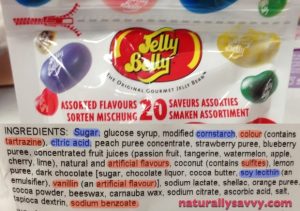 Jelly
Belly
THE ORIGINAL GOURMET JELLY BEAN
ASSORTED FLAVOURS 20 SAVEURS ASSORTIES
SORTEN MISCHUNG SMAKEN ASSORTIMENT
INGREDIENTS: Sugar, glucose syrup, modified cornstarch, colour (contains
tartrazine), citric acid, peach puree concentrate, strawberry puree, blueberry
puree, concentrated fruit juices (passion fruit, tangerine, watermelon, apple,
cherry, lime), natural and artificial flavours, coconut (contains sulfites), lemon
puree, dark chocolate [sugar, chocolate liquor, cocoa butter, soy lecithin (an
emulsifier), vanilin (an artificial flavour)], sodium lactate, shellac, orange puree,
cocoa powder, beeswax, carnauba wax, sodium citrate, ascorbic acid, salt,
tapioca dextrin, sodium benzoate.
naturallysavvy.com